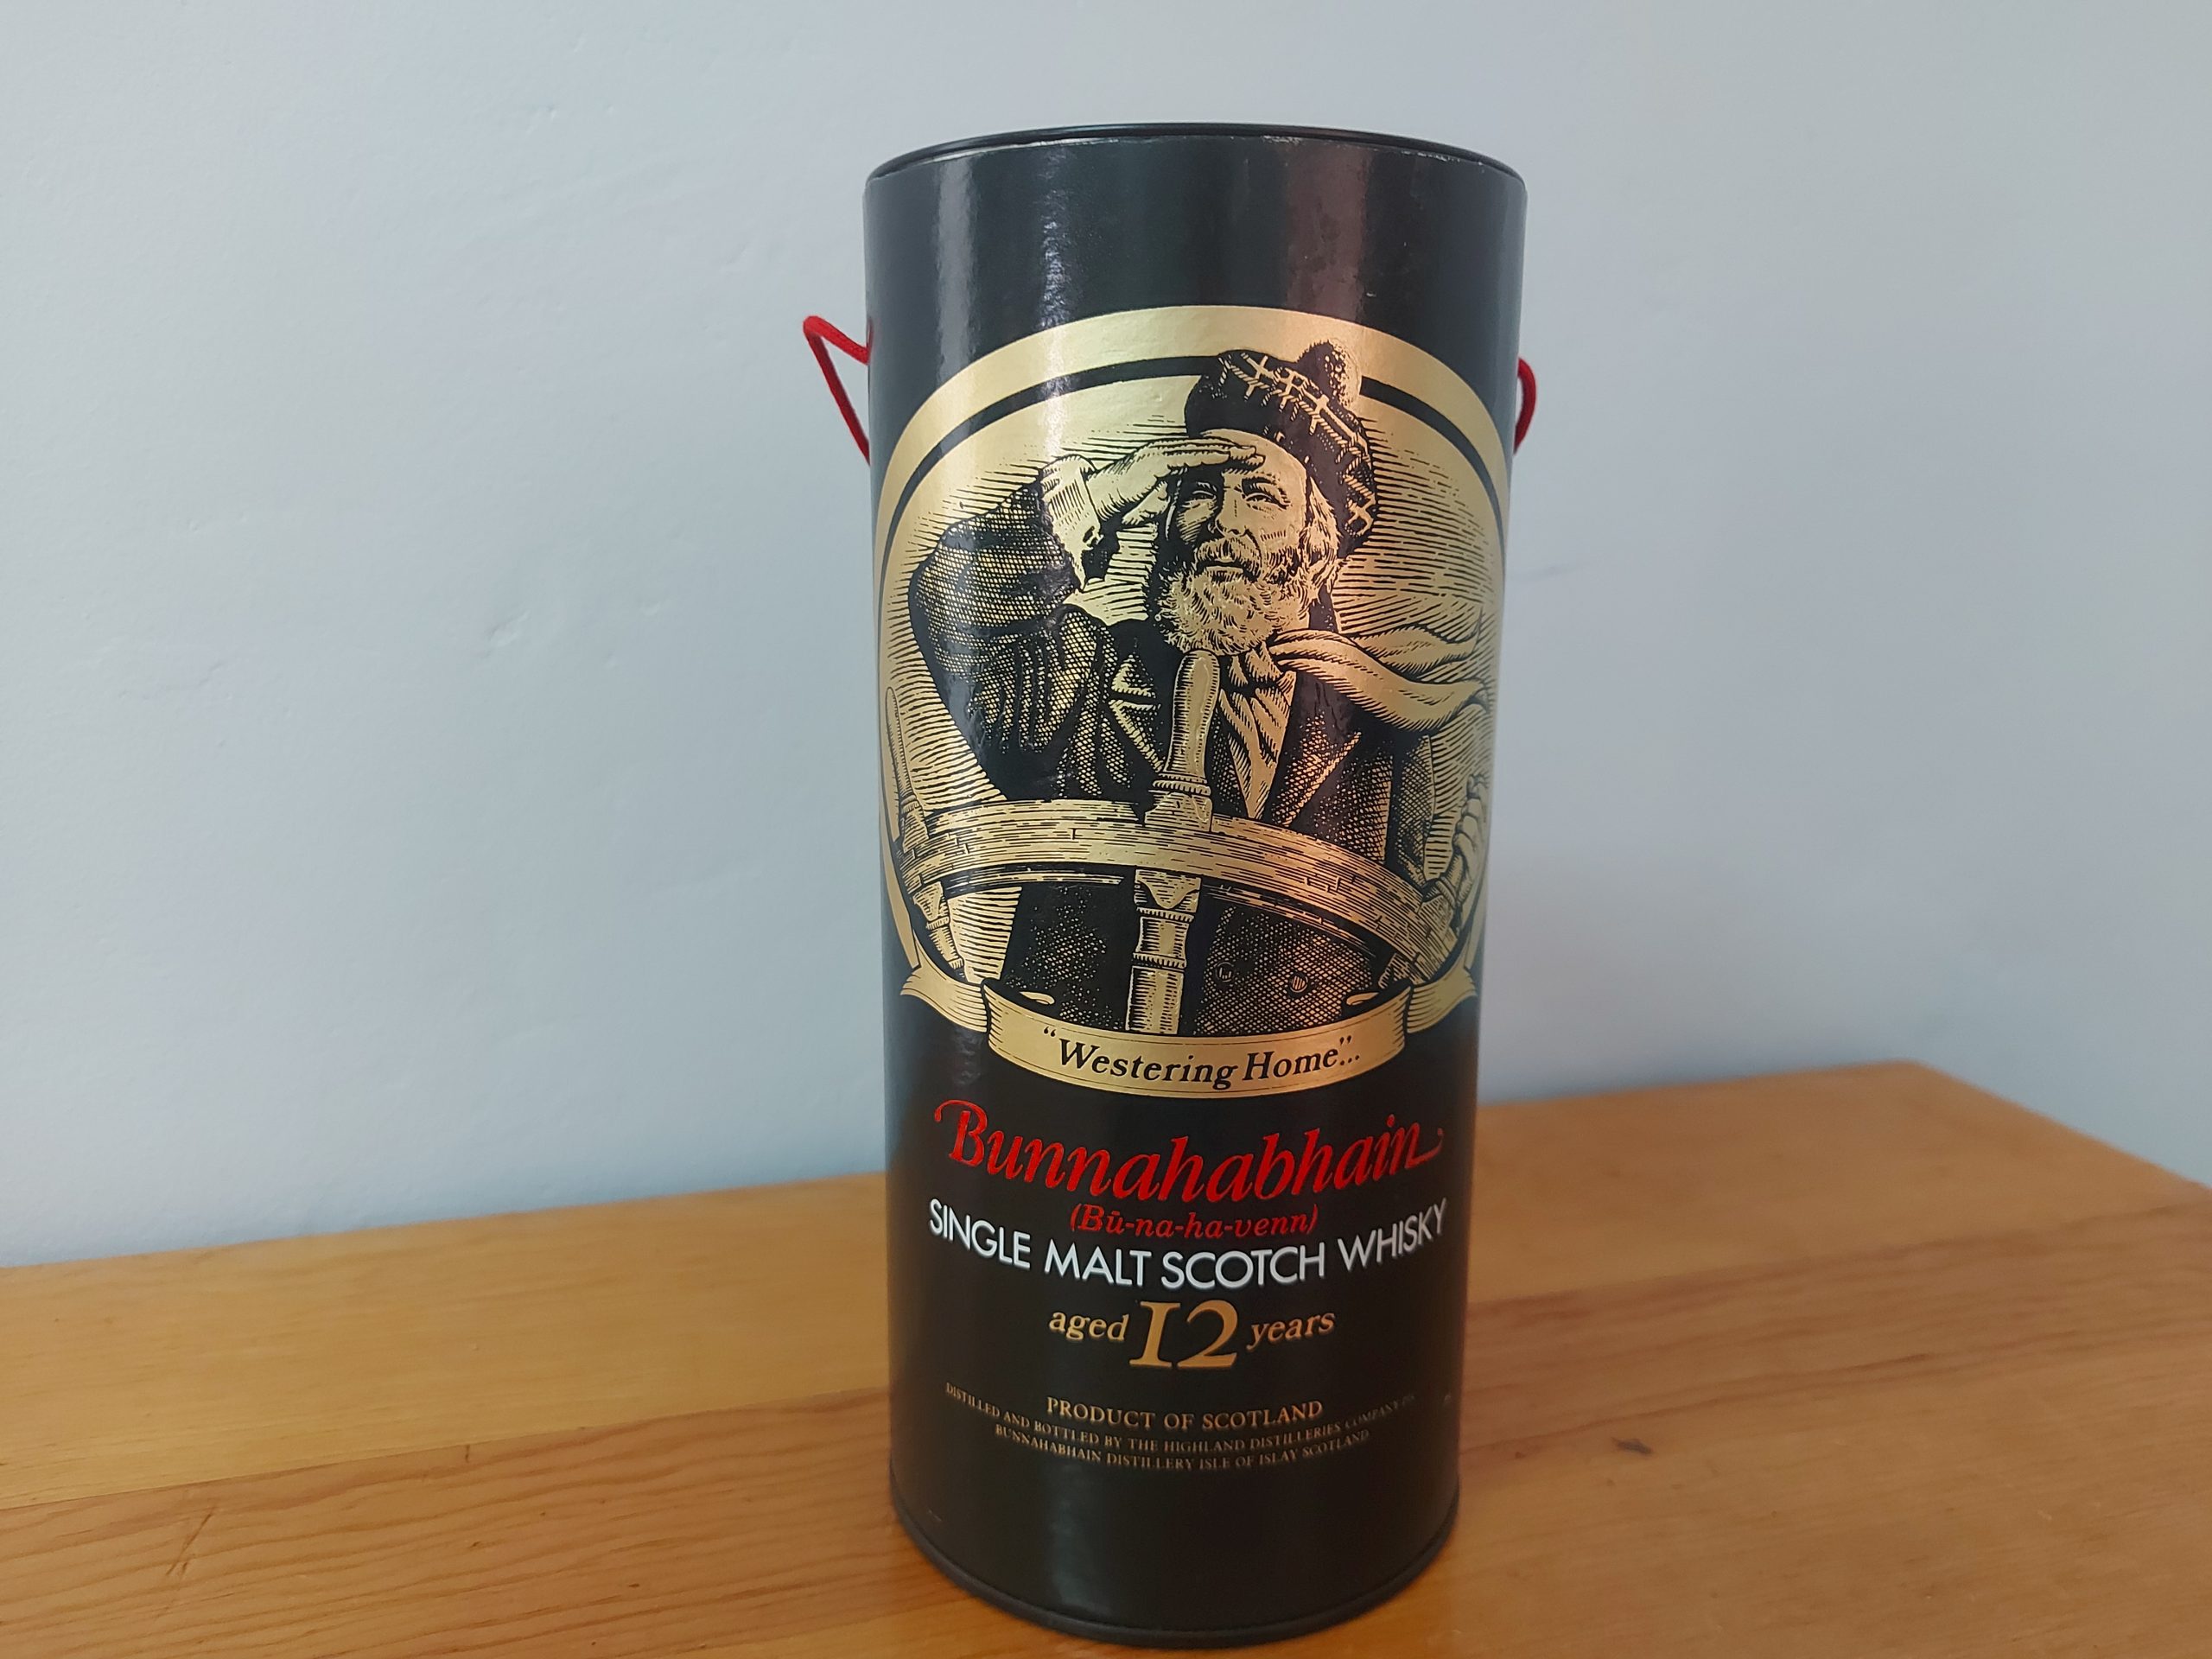 "Westering Home"...
Bunnahabhain
(Bū-na-ha-venn)
SINGLE MALT SCOTCH WHISKY
aged 12 years
PRODUCT OF SCOTLAND
DISTILLED AND BOTTLED BY THE HIGHLAND DISTILLERIES COMPANY
BUNNAHABHAIN DISTILLERY ISLE OF ISLAY SCOTLAND